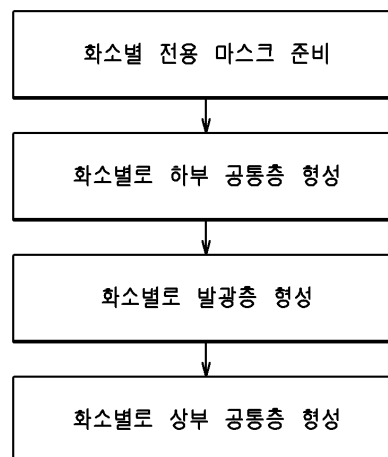 화소별 전용 마스크 준비
화소별로 하부 공통층 형성
화소별로 발광층 형성
화소별로 상부 공통층 형성